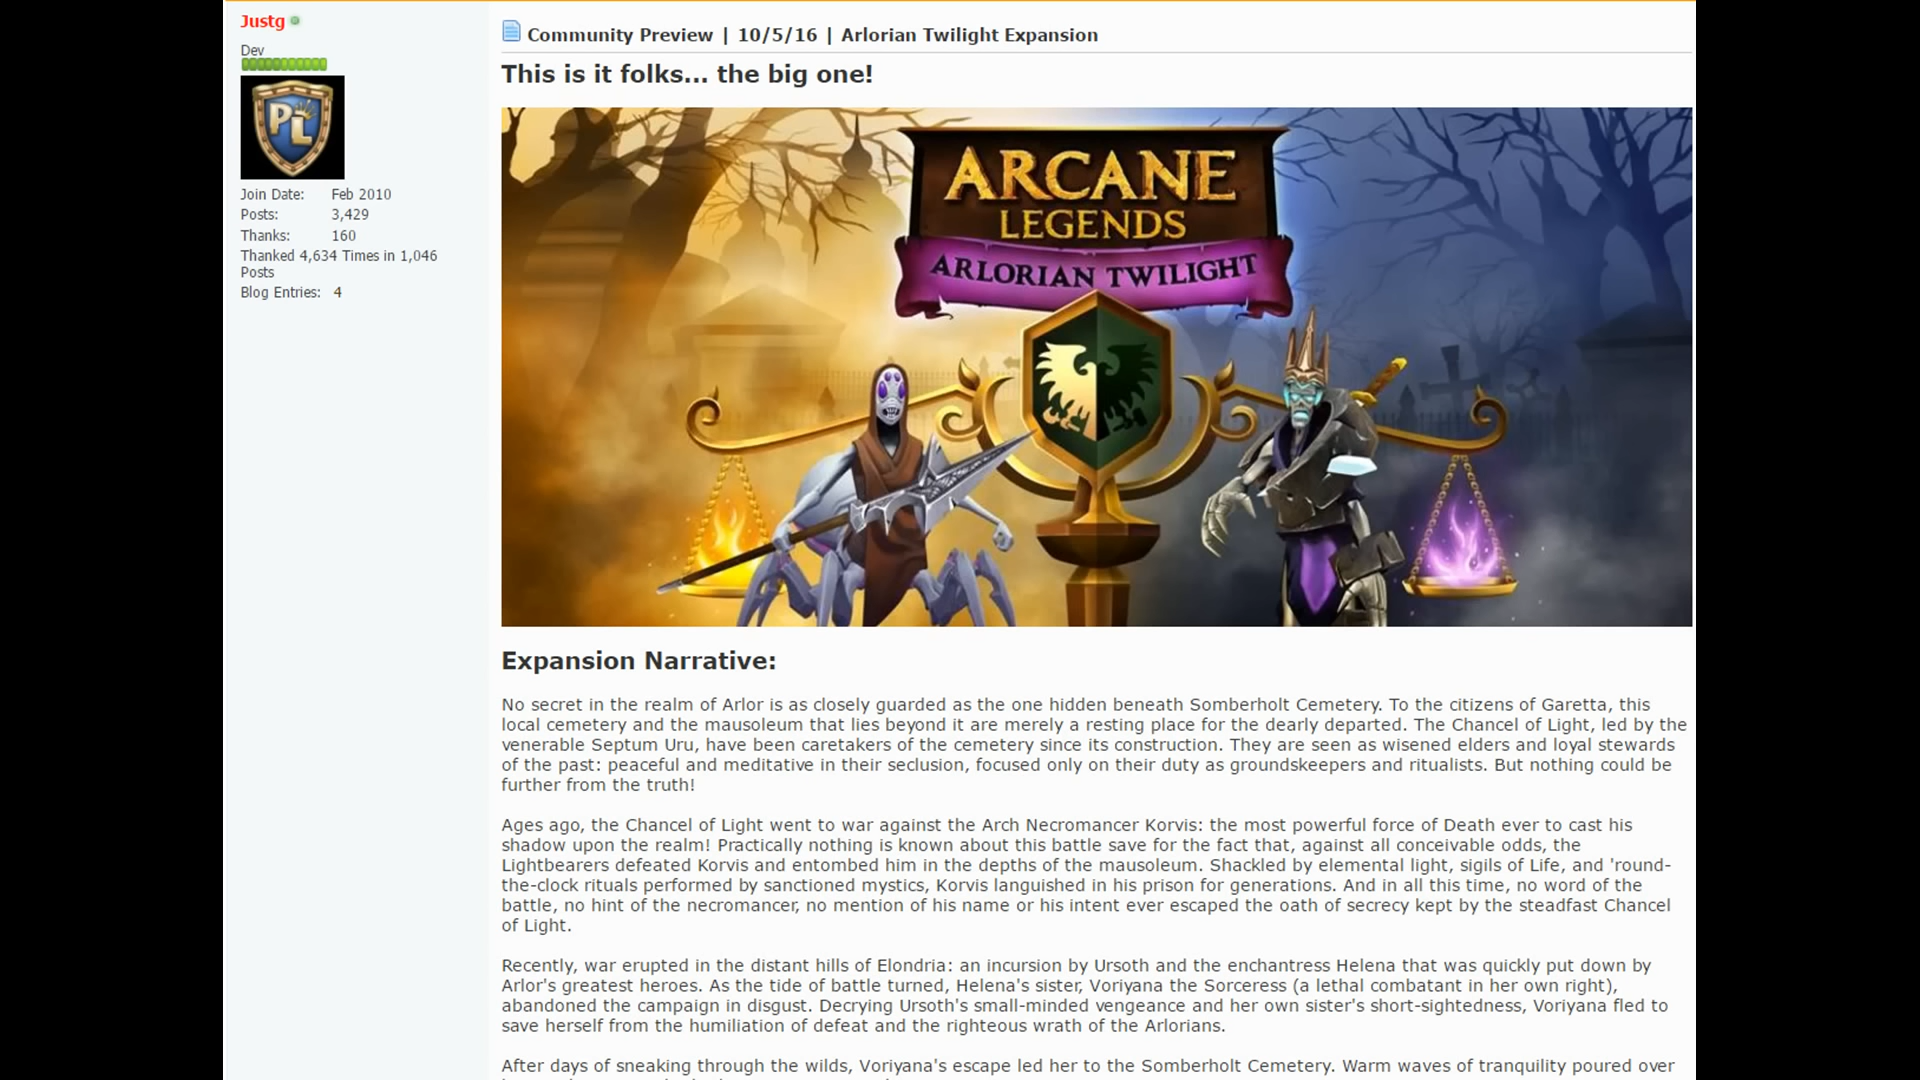 Justg
Dev
PL
Join Date: Feb 2010
Posts: 3,429
Thanks: 160
Thanked 4,634 Times in 1,046
Posts
Blog Entries: 4
Community Preview | 10/5/16 | Arlorian Twilight Expansion
This is it folks... the big one!
ARCANE
LEGENDS
ARLORIAN TWILIGHT
Expansion Narrative:
No secret in the realm of Arlor is as closely guarded as the one hidden beneath Somberholt Cemetery. To the citizens of Garetta, this
local cemetery and the mausoleum that lies beyond it are merely a resting place for the dearly departed. The Chancel of Light, led by the
venerable Septum Uru, have been caretakers of the cemetery since its construction. They are seen as wisened elders and loyal stewards
of the past: peaceful and meditative in their seclusion, focused only on their duty as groundskeepers and ritualists. But nothing could be
further from the truth!
Ages ago, the Chancel of Light went to war against the Arch Necromancer Korvis: the most powerful force of Death ever to cast his
shadow upon the realm! Practically nothing is known about this battle save for the fact that, against all conceivable odds, the
Lightbearers defeated Korvis and entombed him in the depths of the mausoleum. Shackled by elemental light, sigils of Life, and 'round-
the-clock rituals performed by sanctioned mystics, Korvis languished in his prison for generations. And in all this time, no word of the
battle, no hint of the necromancer, no mention of his name or his intent ever escaped the oath of secrecy kept by the steadfast Chancel
of Light.
Recently, war erupted in the distant hills of Elondria: an incursion by Ursoth and the enchantress Helena that was quickly put down by
Arlor's greatest heroes. As the tide of battle turned, Helena's sister, Voriyana the Sorceress (a lethal combatant in her own right),
abandoned the campaign in disgust. Decrying Ursoth's small-minded vengeance and her own sister's short-sightedness, Voriyana fled to
save herself from the humiliation of defeat and the righteous wrath of the Arlorians.
After days of sneaking through the wilds, Voriyana's escape led her to the Somberholt Cemetery. Warm waves of tranquility poured over